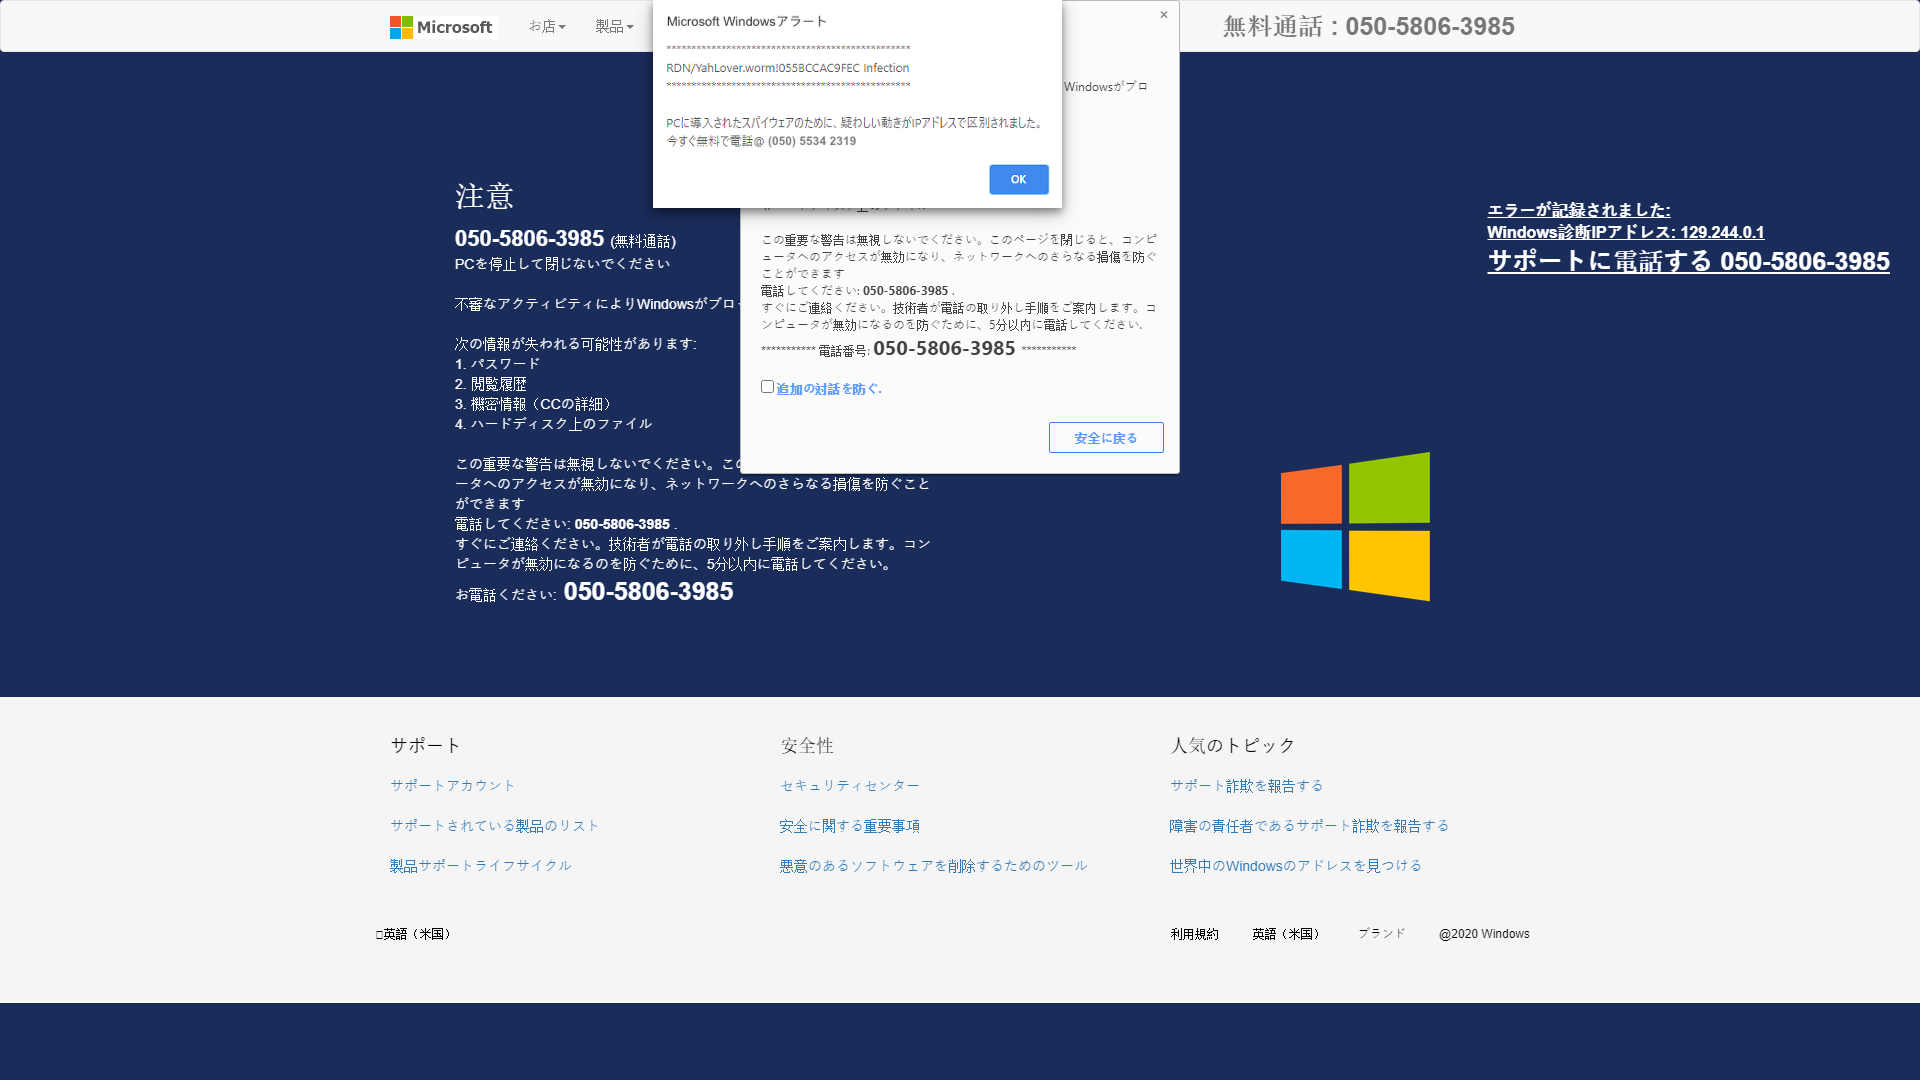 Microsoft
お店
製品
無料通話 : 050-5806-3985
Microsoft Windowsアラート
*************************************************
RDN/YahLover.worm!055BCCAC9FEC Infection
*************************************************
PCに導入されたスパイウェアのために、疑わしい動きがIPアドレスで区別されました。
今すぐ無料で電話@ (050) 5534 2319
OK
×
Windowsがブロ
この重要な警告は無視しないでください。このページを閉じると、コンピ
ュータへのアクセスが無効になり、ネットワークへのさらなる損傷を防ぐ
ことができます
電話してください: 050-5806-3985 .
すぐにご連絡ください。技術者が電話の取り外し手順をご案内します。コ
ンピュータが無効になるのを防ぐために、5分以内に電話してください.
*********** 電話番号: 050-5806-3985 ***********
追加の対話を防ぐ.
安全に戻る
注意
050-5806-3985 (無料通話)
PCを停止して閉じないでください
不審なアクティビティによりWindowsがブロッ
次の情報が失われる可能性があります:
1. パスワード
2. 閲覧履歴
3. 機密情報（CCの詳細）
4. ハードディスク上のファイル
この重要な警告は無視しないでください。こ
ータへのアクセスが無効になり、ネットワークへのさらなる損傷を防ぐこと
ができます
電話してください: 050-5806-3985 .
すぐにご連絡ください。技術者が電話の取り外し手順をご案内します。コン
ピュータが無効になるのを防ぐために、5分以内に電話してください。
お電話ください: 050-5806-3985
エラーが記録されました:
Windows診断IPアドレス: 129.244.0.1
サポートに電話する 050-5806-3985
サポート
サポートアカウント
サポートされている製品のリスト
製品サポートライフサイクル
安全性
セキュリティセンター
安全に関する重要事項
悪意のあるソフトウェアを削除するためのツール
人気のトピック
サポート詐欺を報告する
障害の責任者であるサポート詐欺を報告する
世界中のWindowsのアドレスを見つける
□英語（米国）
利用規約
英語（米国）
ブランド
@2020 Windows